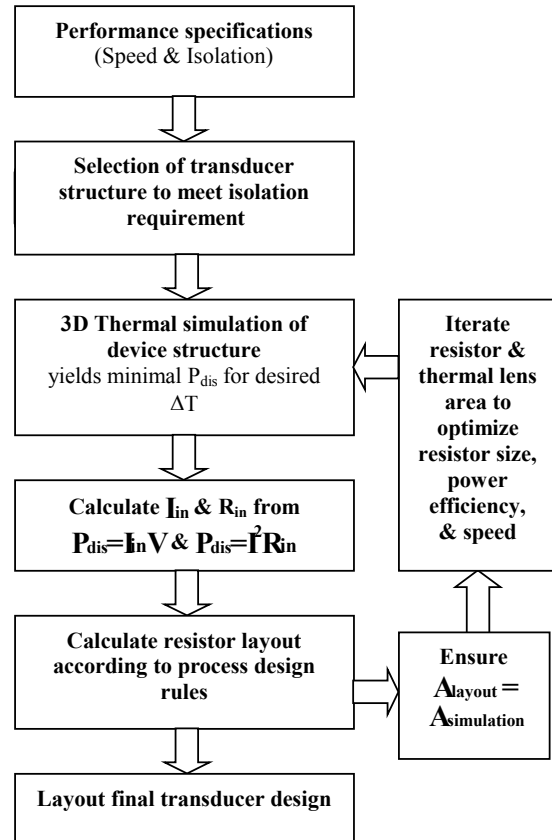 Performance specifications
(Speed & Isolation)
Selection of transducer
structure to meet isolation
requirement
3D Thermal simulation of
device structure
yields minimal Pdis for desired
ΔT
Calculate Iin & Rin from
Pdis=IinV & Pdis=I²Rin
Calculate resistor layout
according to process design
rules
Layout final transducer design
Ensure
Alayout =
Asimulation
Iterate
resistor &
thermal lens
area to
optimize
resistor size,
power
efficiency,
& speed